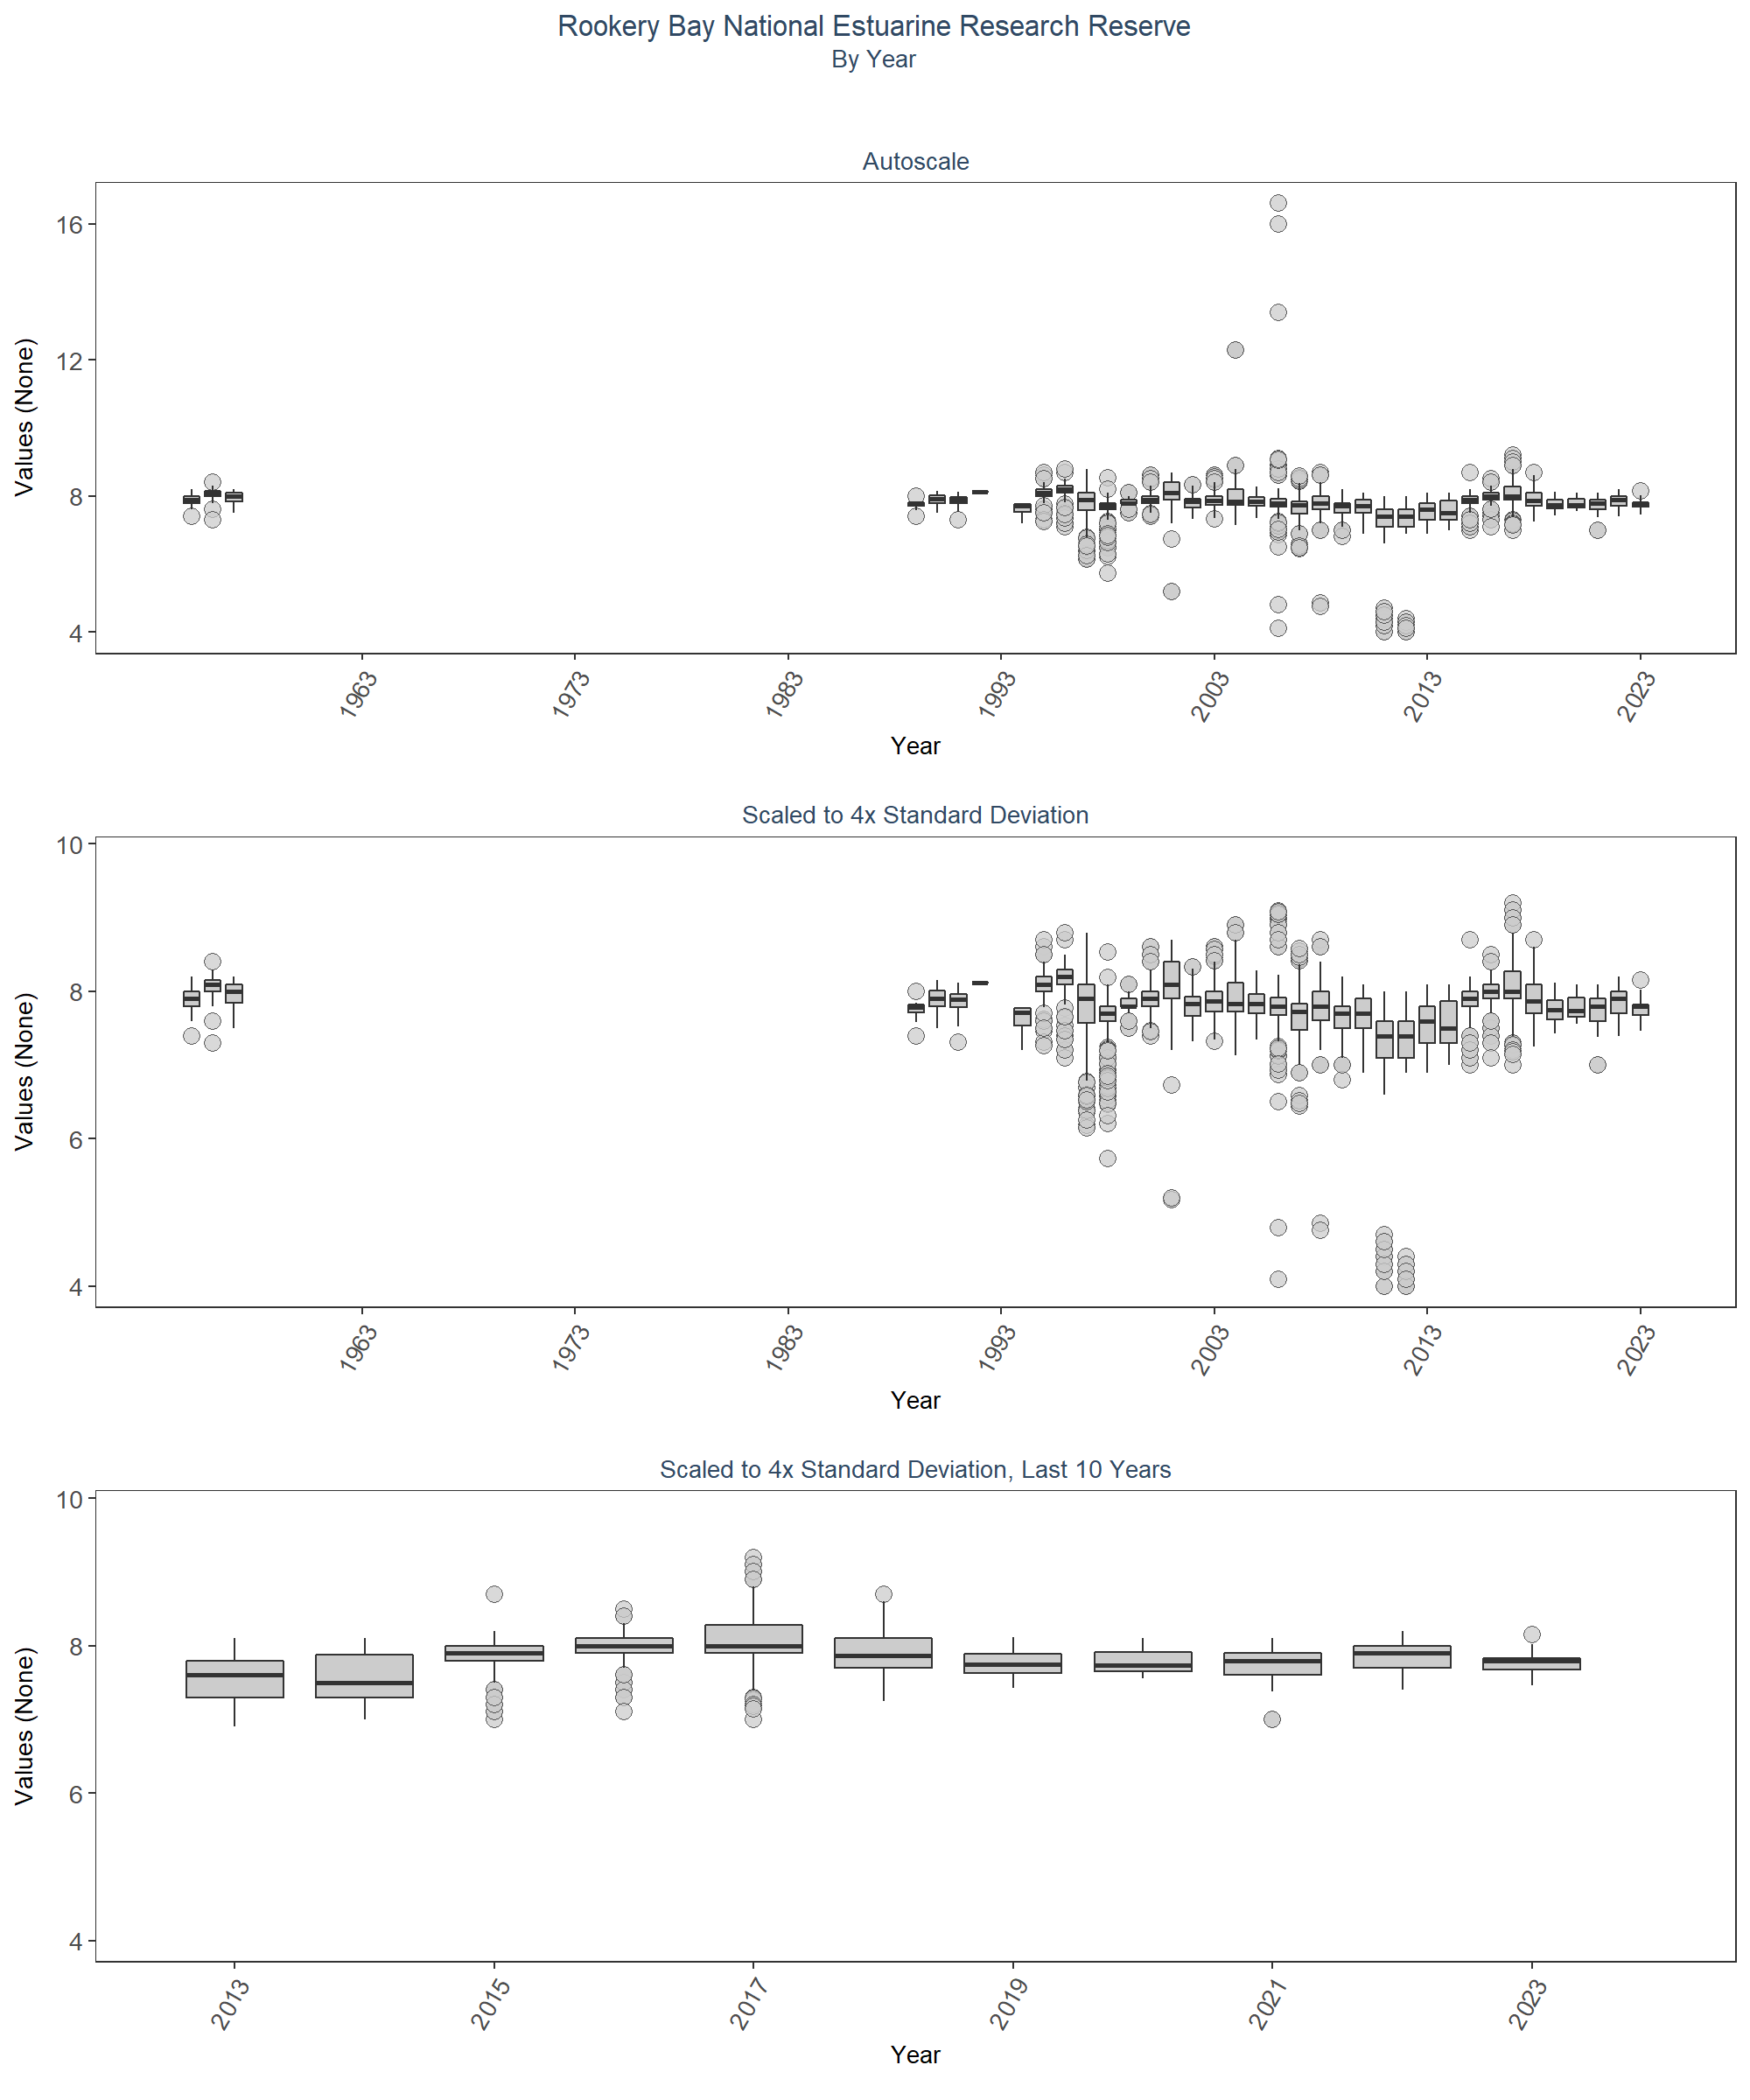 Rookery Bay National Estuarine Research Reserve
By Year
Autoscale
16
12
8
4
Values (None)
1963 1973 1983 1993 2003 2013 2023
Year
Scaled to 4x Standard Deviation
10
8
6
4
Values (None)
1963 1973 1983 1993 2003 2013 2023
Year
Scaled to 4x Standard Deviation, Last 10 Years
10
8
6
4
Values (None)
2013 2015 2017 2019 2021 2023
Year